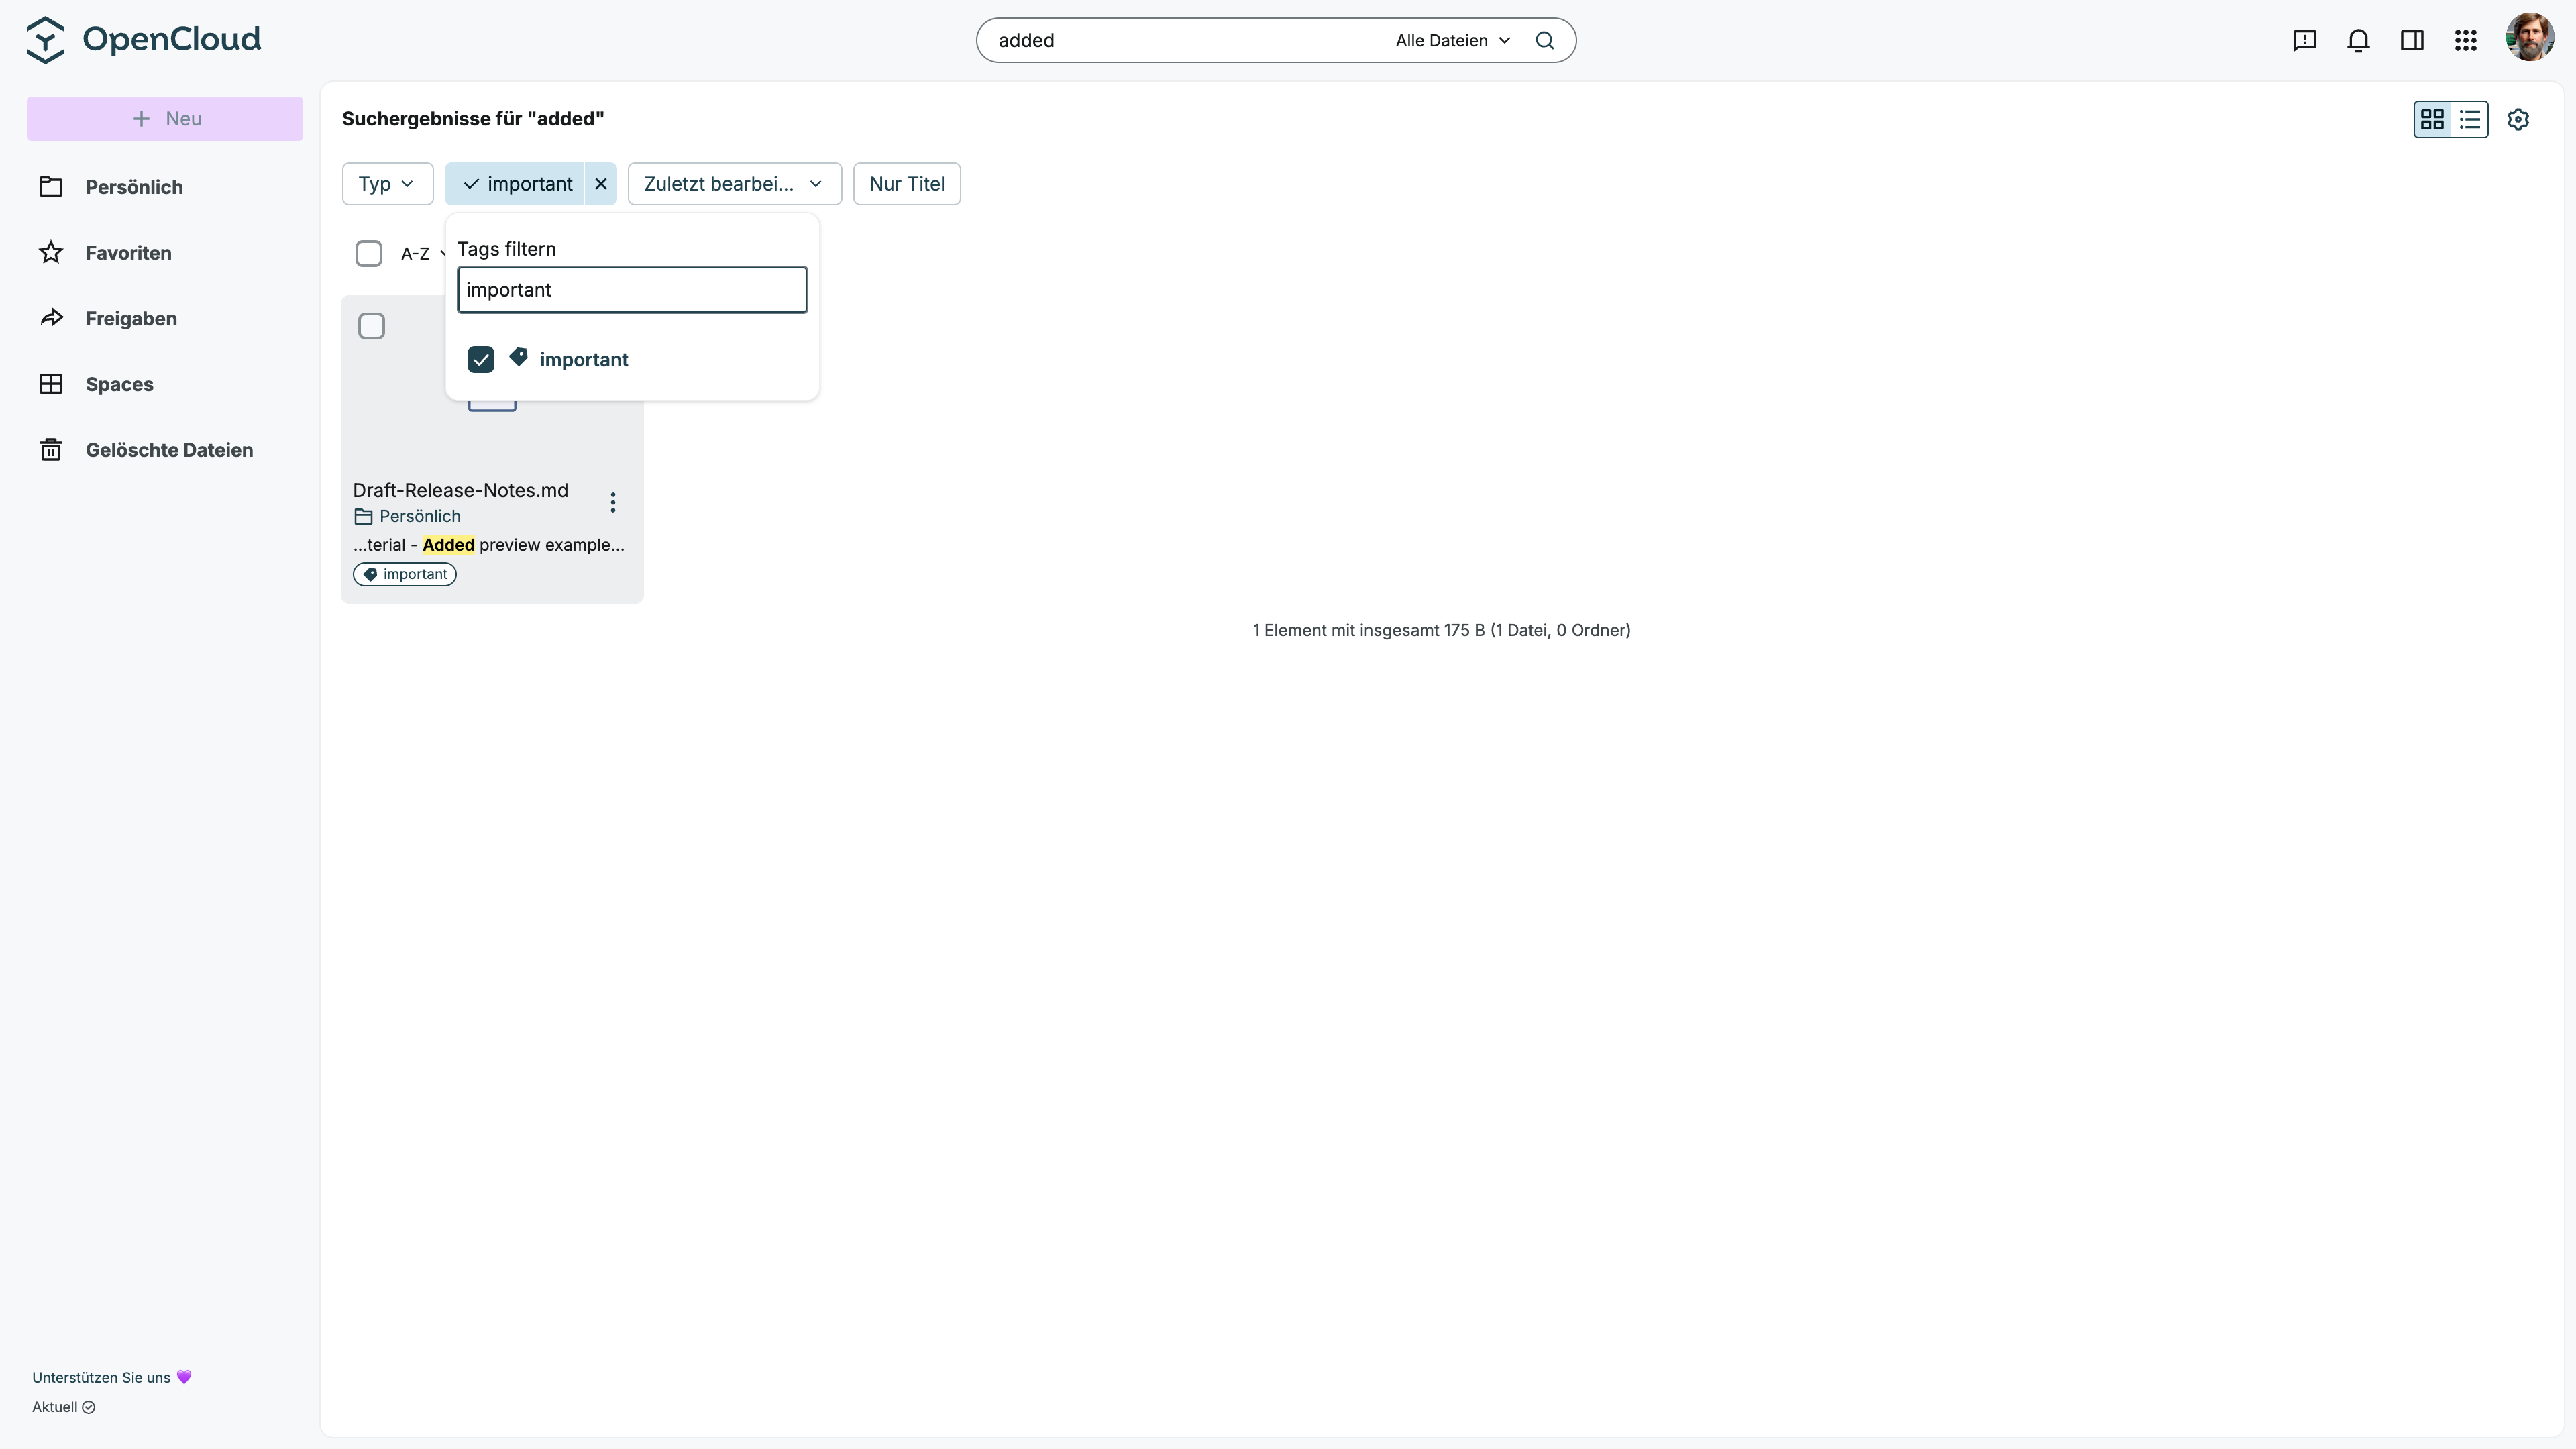 OpenCloud
added
Alle Dateien
Neu
Persönlich
Favoriten
Freigaben
Spaces
Gelöschte Dateien
Suchergebnisse für "added"
Typ
important
Zuletzt bearbei...
Nur Titel
A-Z
Tags filtern
important
important
Draft-Release-Notes.md
Persönlich
...terial - Added preview example...
important
1 Element mit insgesamt 175 B (1 Datei, 0 Ordner)
Unterstützen Sie uns 💜
Aktuell